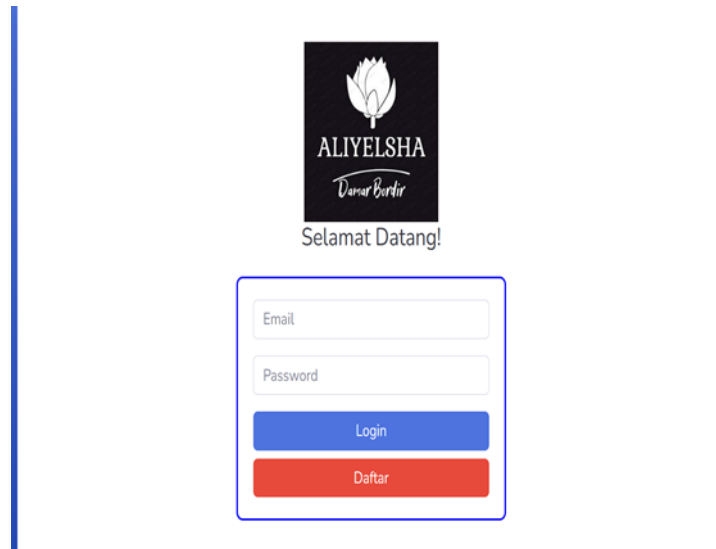 ALIYELSHA
Damar Bordir
Selamat Datang!
Email
Password
Login
Daftar